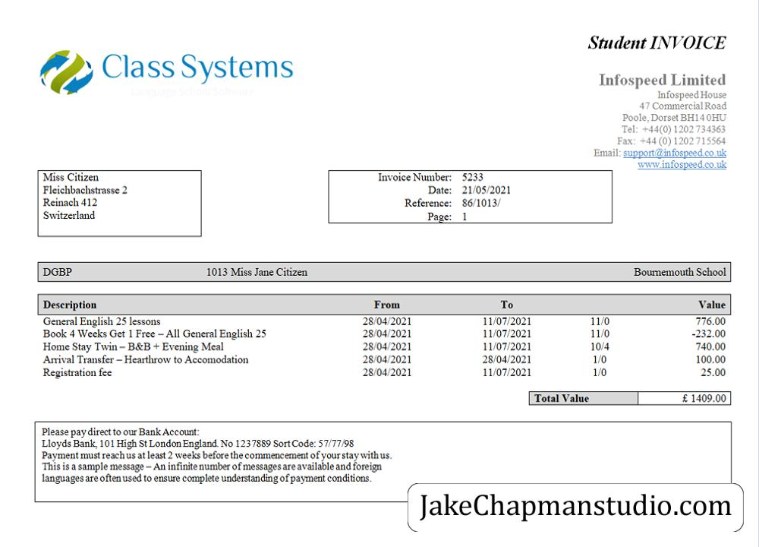 Student INVOICE
Class Systems
Infospeed Limited
Infospeed House
47 Commercial Road
Poole, Dorset BH14 0HU
Tel: +44(0) 1202 734363
Fax: +44 (0) 1202 715564
Email: support@infospeed.co.uk
www.infospeed.co.uk
Miss Citizen
Fleichbachstrasse 2
Reinach 412
Switzerland
Invoice Number: 5233
Date: 21/05/2021
Reference: 86/1013/
Page: 1
DGBP 1013 Miss Jane Citizen Bournemouth School
Description From To Value
General English 25 lessons 28/04/2021 11/07/2021 11/0 776.00
Book 4 Weeks Get 1 Free – All General English 25 28/04/2021 11/07/2021 11/0 -232.00
Home Stay Twin – B&B + Evening Meal 28/04/2021 11/07/2021 10/4 740.00
Arrival Transfer – Hearthrow to Accomodation 28/04/2021 28/04/2021 1/0 100.00
Registration fee 28/04/2021 11/07/2021 1/0 25.00
Total Value £ 1409.00
Please pay direct to our Bank Account:
Lloyds Bank, 101 High St London England. No 1237889 Sort Code: 57/77/98
Payment must reach us at least 2 weeks before the commencement of your stay with us.
This is a sample message – An infinite number of messages are available and foreign
languages are often used to ensure complete understanding of payment conditions.
JakeChapmanstudio.com